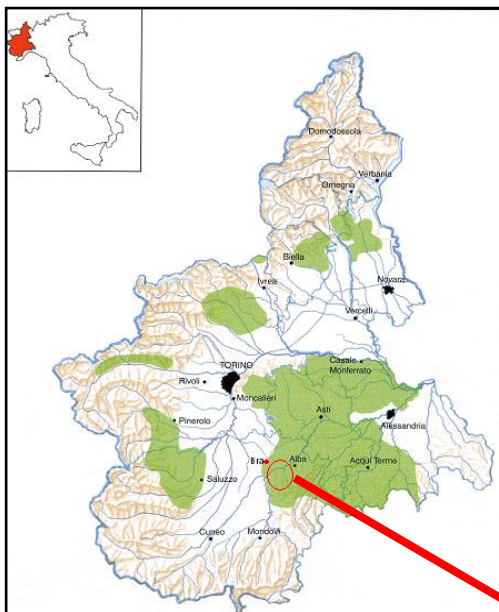 Domodossola
Verbania
Omegna
Biella
Ivrea
Novara
Vercelli
TORINO
Casale
Monferrato
Rivoli
Moncalieri
Asti
Pinerolo
Alessandria
Bra
Alba
Acqui Terme
Saluzzo
Cuneo
Mondovì